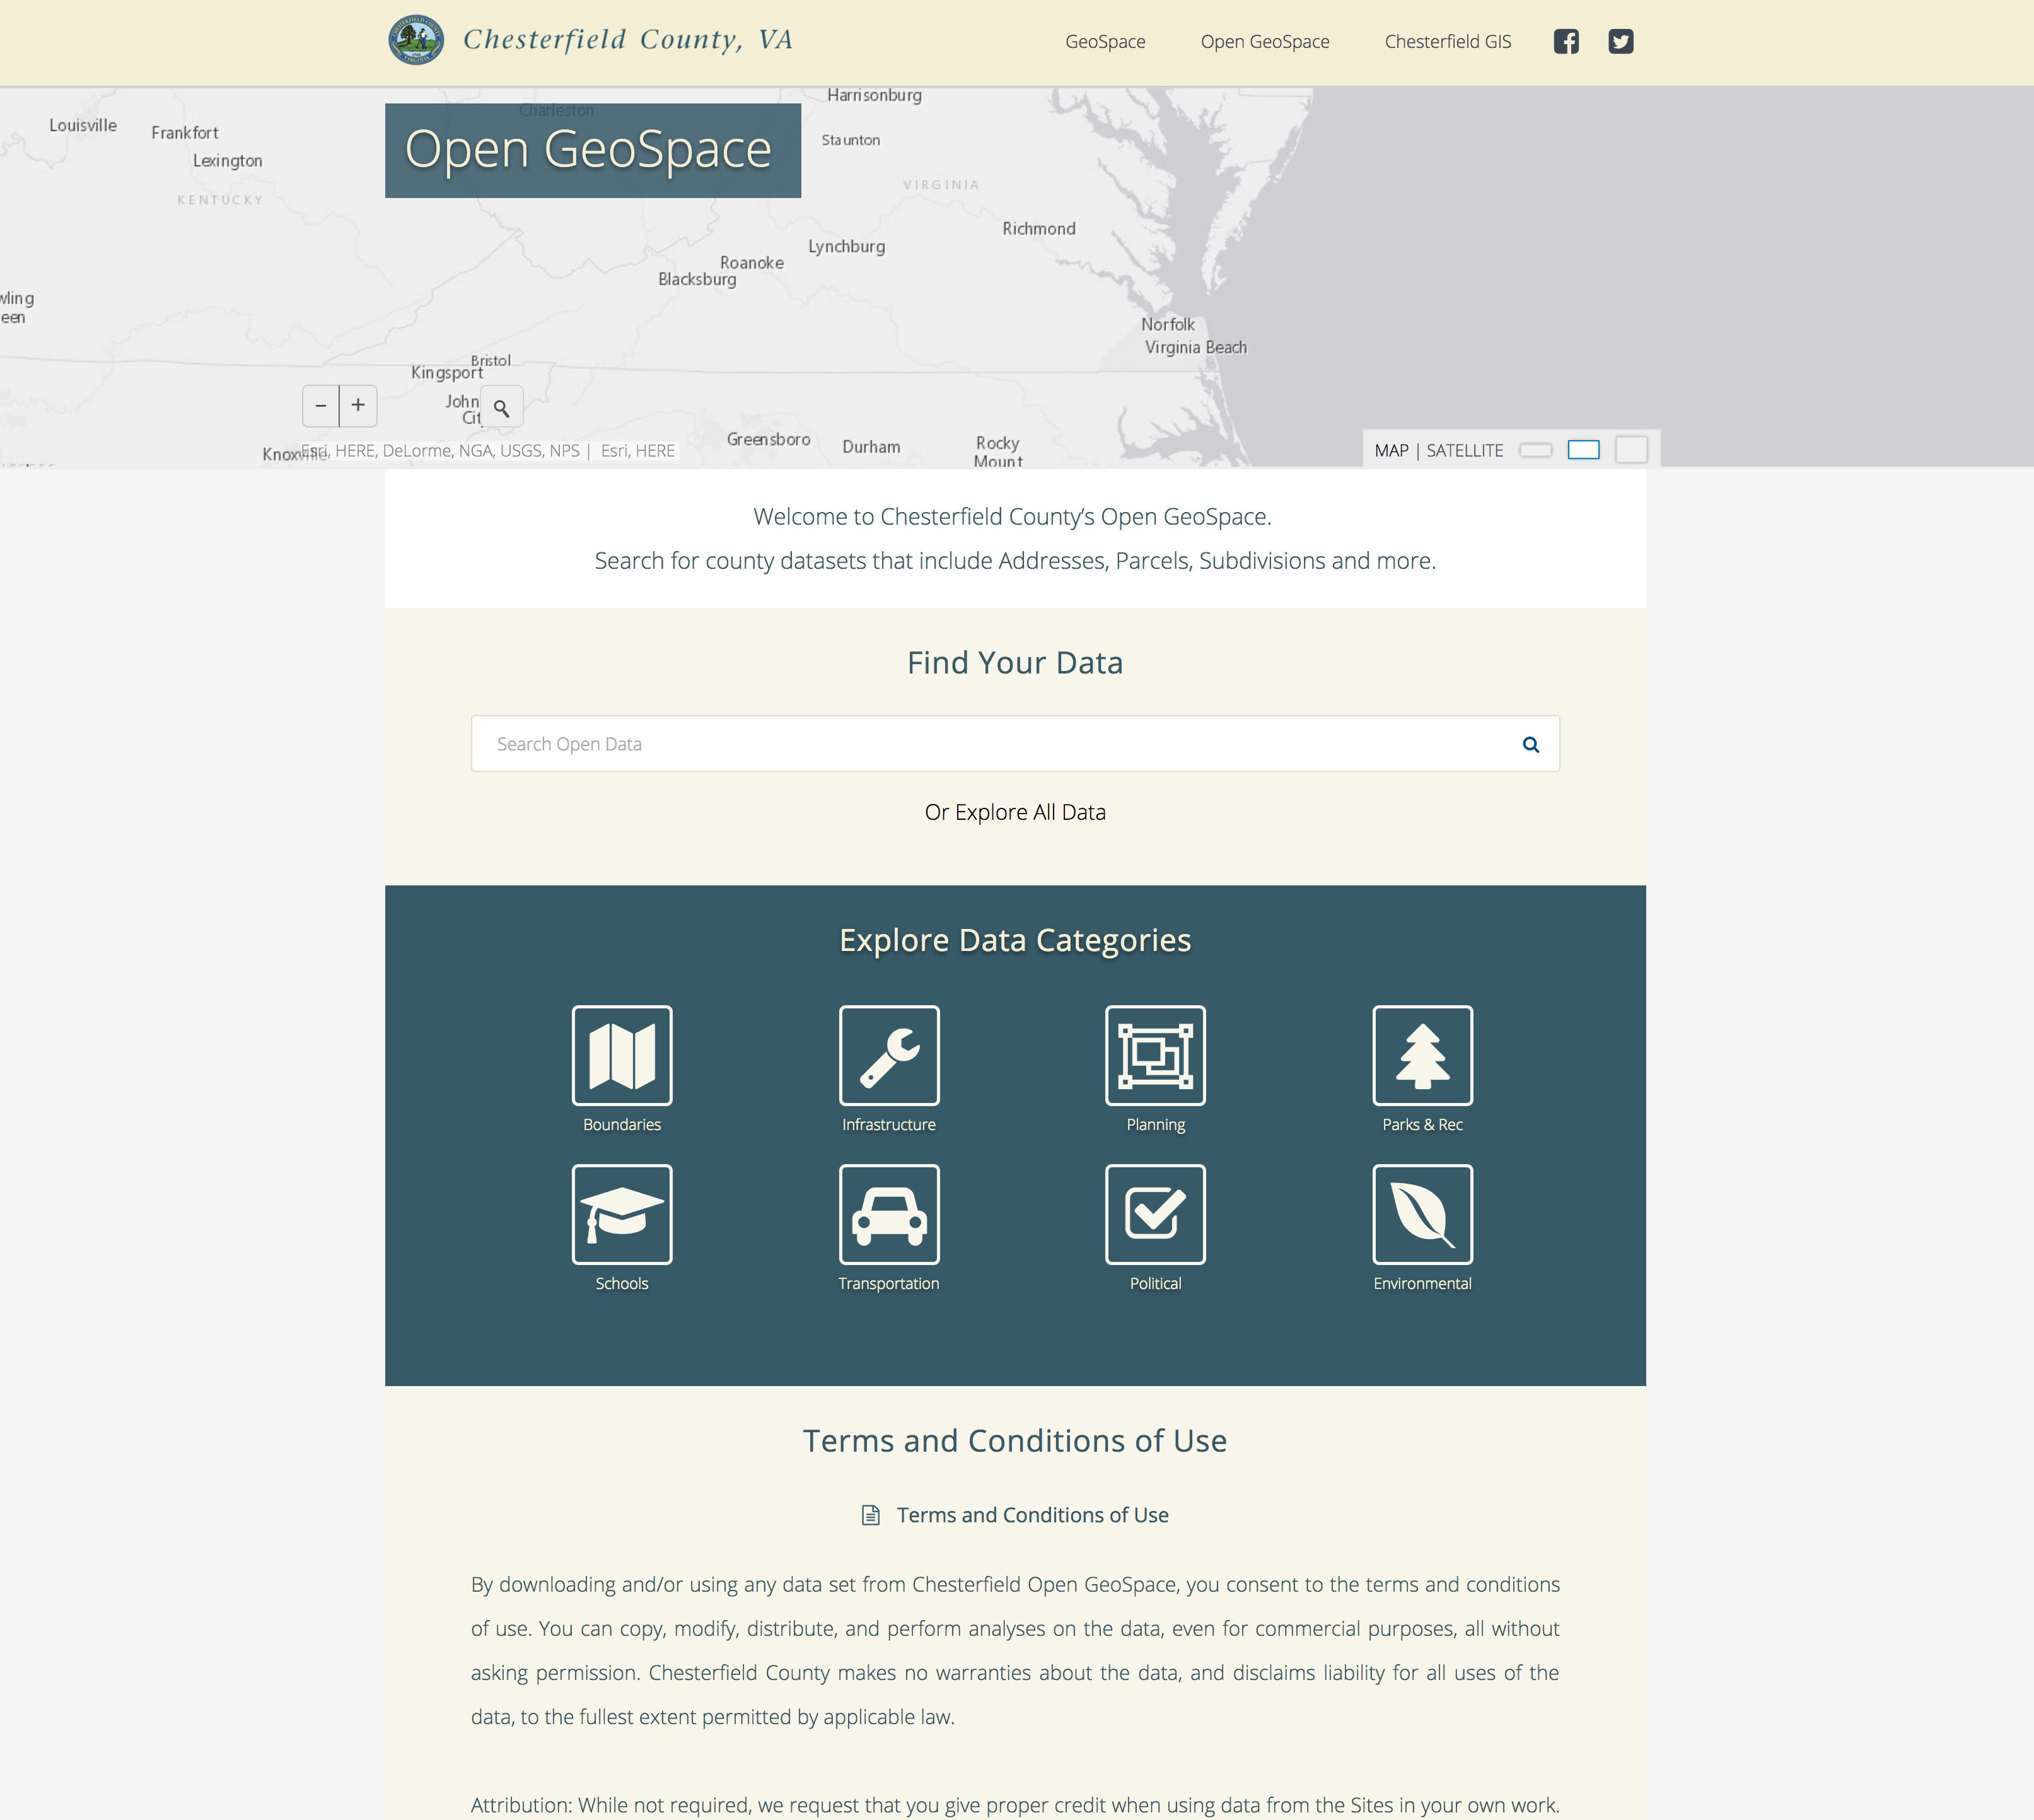 Chesterfield County, VA
GeoSpace
Open GeoSpace
Chesterfield GIS
Charleston
Harrisonburg
Louisville
Frankfort
Staunton
Open GeoSpace
Lexington
VIRGINIA
KENTUCKY
Richmond
Lynchburg
Roanoke
Blacksburg
wling
een
Norfolk
Virginia Beach
Bristol
Kingsport
John
Cit
Greensboro
Durham
Rocky
Mount
Knoxville
Esri, HERE, DeLorme, NGA, USGS, NPS | Esri, HERE
MAP | SATELLITE
Welcome to Chesterfield County's Open GeoSpace.
Search for county datasets that include Addresses, Parcels, Subdivisions and more.
Find Your Data
Search Open Data
Or Explore All Data
Explore Data Categories
Boundaries
Infrastructure
Planning
Parks & Rec
Schools
Transportation
Political
Environmental
Terms and Conditions of Use
Terms and Conditions of Use
By downloading and/or using any data set from Chesterfield Open GeoSpace, you consent to the terms and conditions
of use. You can copy, modify, distribute, and perform analyses on the data, even for commercial purposes, all without
asking permission. Chesterfield County makes no warranties about the data, and disclaims liability for all uses of the
data, to the fullest extent permitted by applicable law.
Attribution: While not required, we request that you give proper credit when using data from the Sites in your own work.